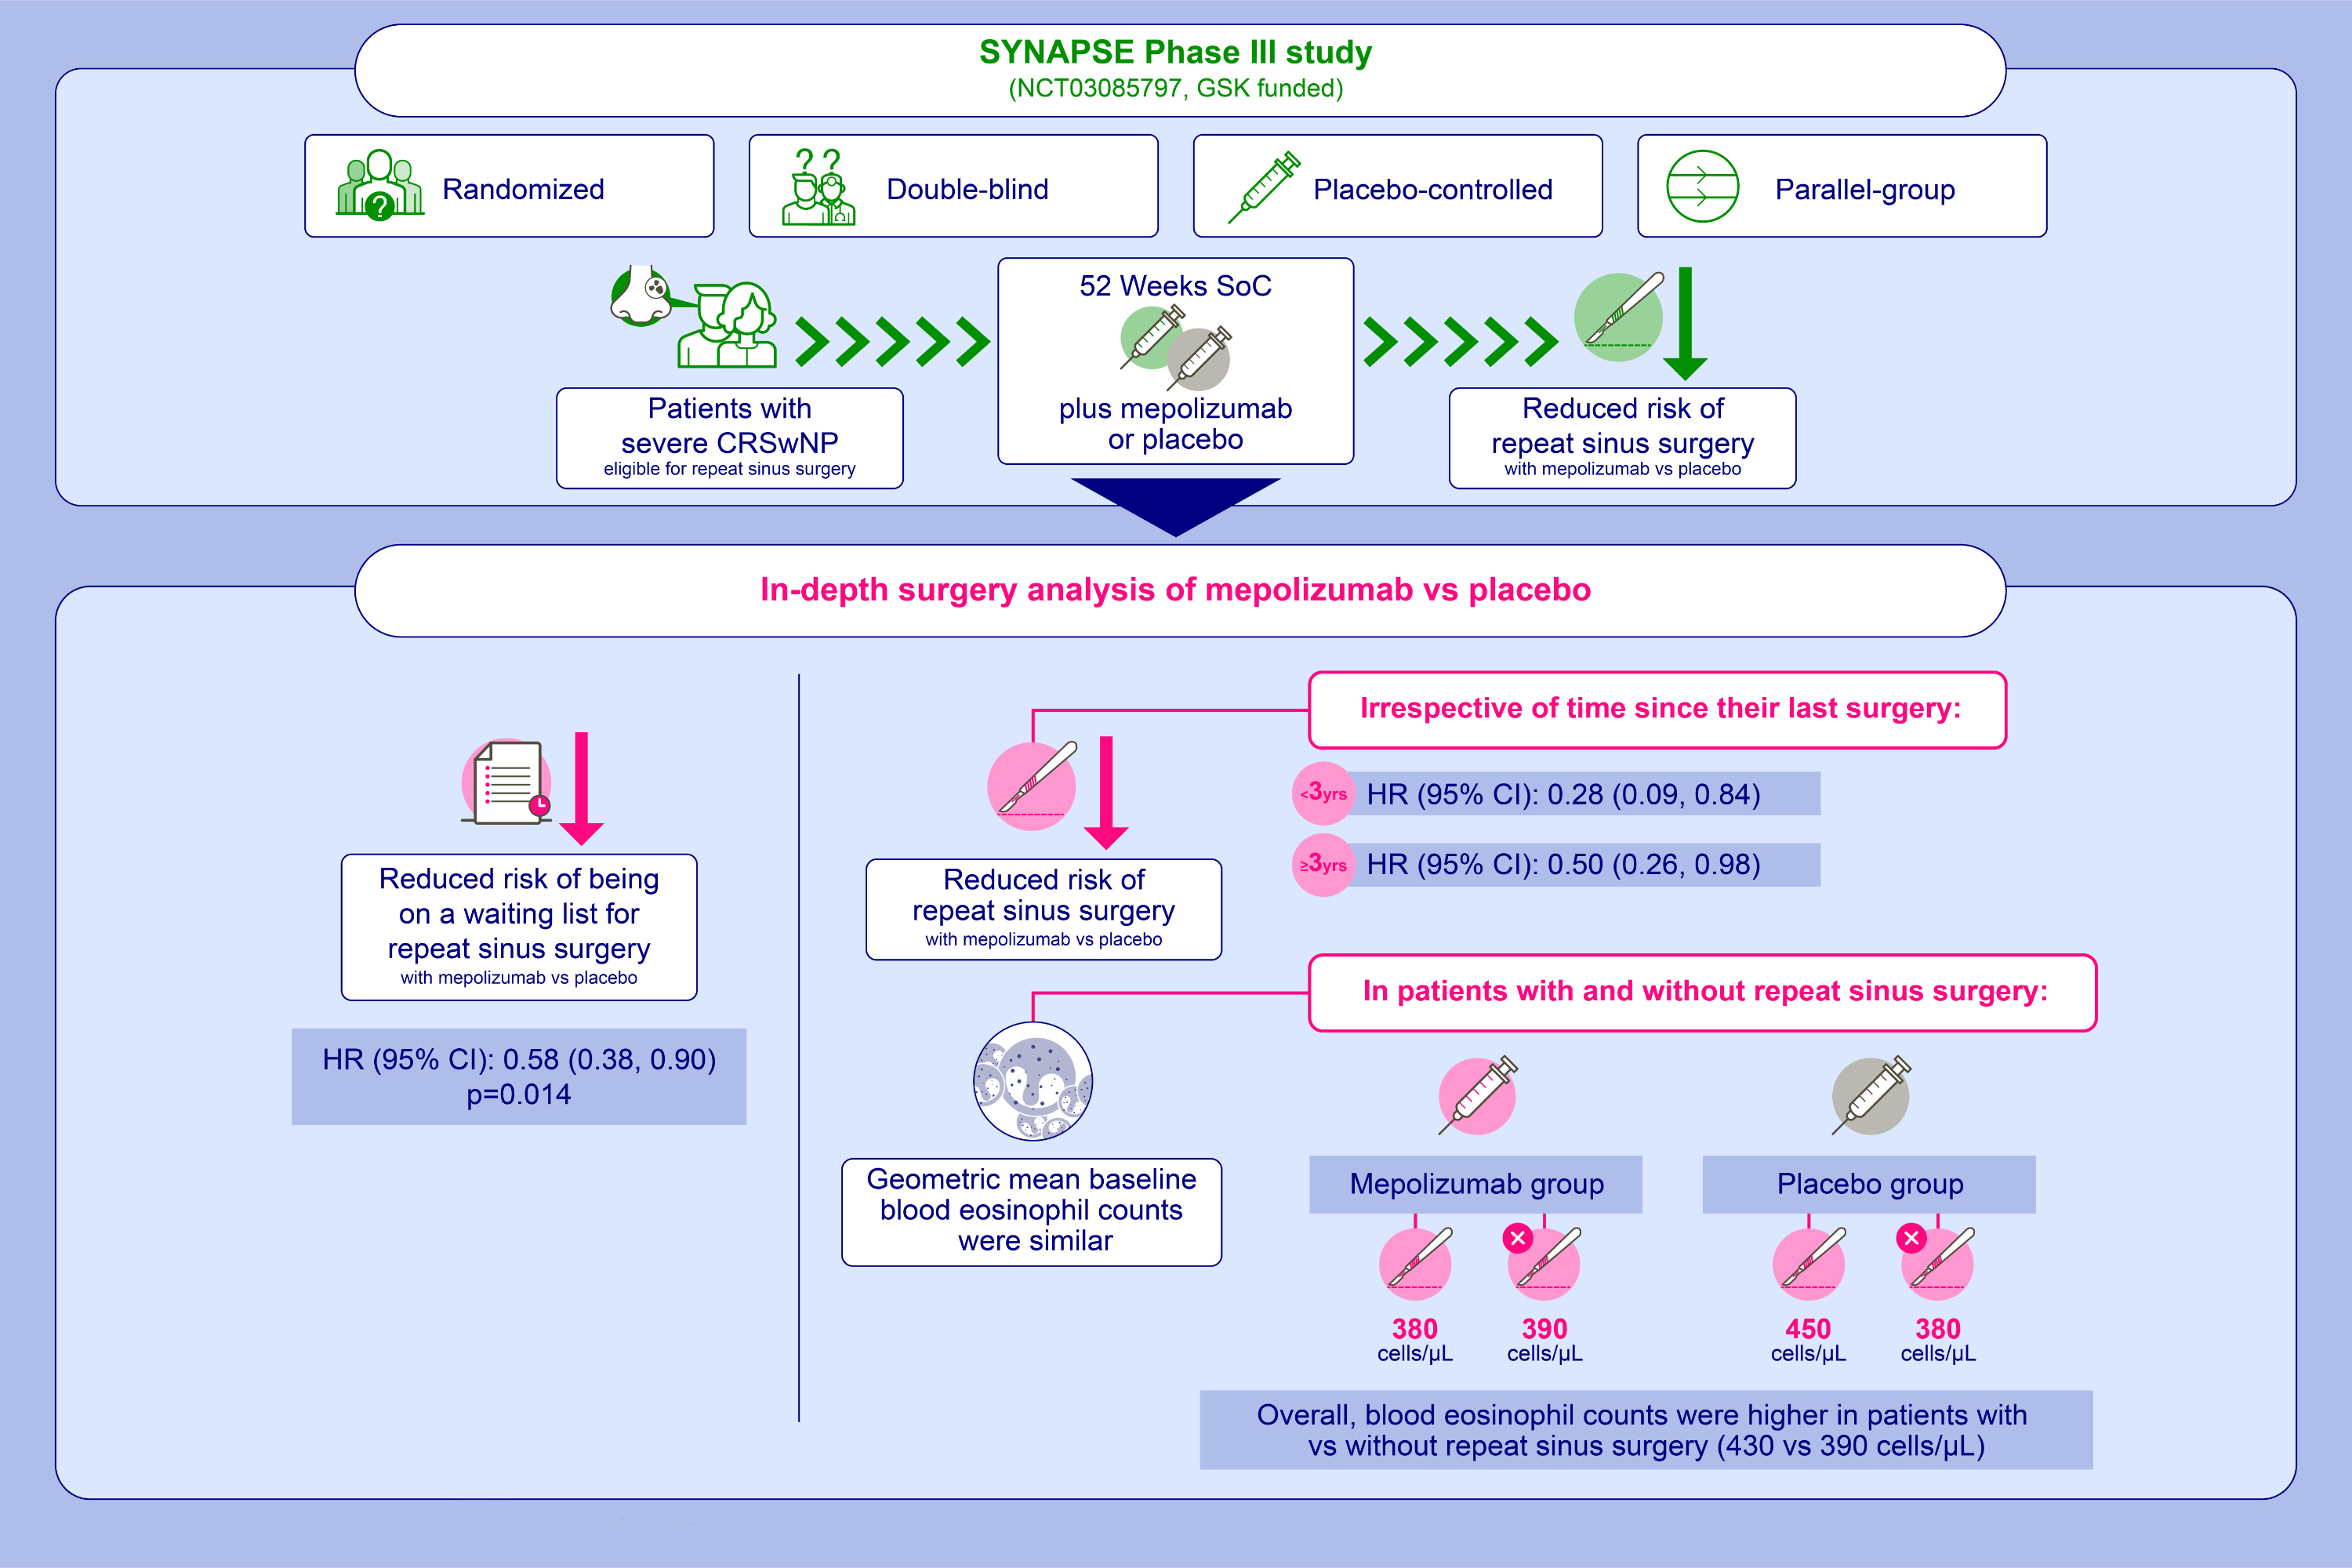 SYNAPSE Phase III study
(NCT03085797, GSK funded)
Randomized
Double-blind
Placebo-controlled
Parallel-group
Patients with
severe CRSwNP
eligible for repeat sinus surgery
52 Weeks SoC
plus mepolizumab
or placebo
Reduced risk of
repeat sinus surgery
with mepolizumab vs placebo
In-depth surgery analysis of mepolizumab vs placebo
Reduced risk of being
on a waiting list for
repeat sinus surgery
with mepolizumab vs placebo
HR (95% CI): 0.58 (0.38, 0.90)
p=0.014
Reduced risk of
repeat sinus surgery
with mepolizumab vs placebo
Irrespective of time since their last surgery:
<3yrs HR (95% CI): 0.28 (0.09, 0.84)
≥3yrs HR (95% CI): 0.50 (0.26, 0.98)
Geometric mean baseline
blood eosinophil counts
were similar
In patients with and without repeat sinus surgery:
Mepolizumab group
Placebo group
380 390 450 380
cells/µL cells/µL cells/µL cells/µL
Overall, blood eosinophil counts were higher in patients with
vs without repeat sinus surgery (430 vs 390 cells/µL)